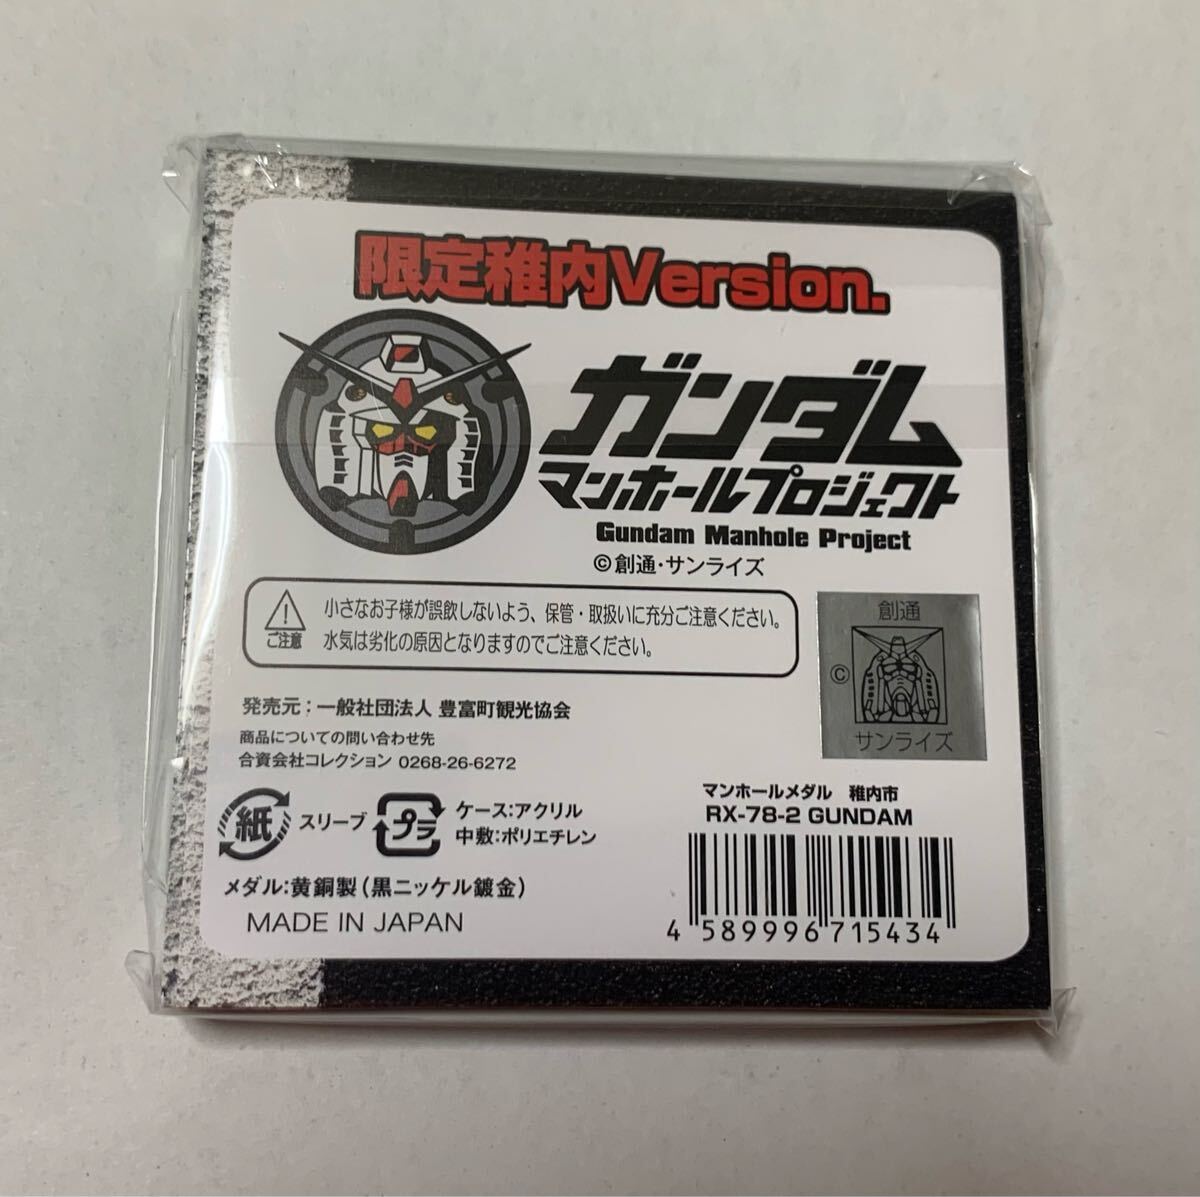 限定稚内Version.
ガンダム
マンホールプロジェクト
Gundam Manhole Project
©創通・サンライズ
ご注意
小さなお子様が誤飲しないよう、保管・取扱いに充分ご注意ください。
水気は劣化の原因となりますのでご注意ください。
創通
©
サンライズ
発売元：一般社団法人 豊富町観光協会
商品についての問い合わせ先
合資会社コレクション 0268-26-6272
紙 スリーブ
プラ ケース：アクリル
中敷：ポリエチレン
メダル：黄銅製（黒ニッケル鍍金）
MADE IN JAPAN
マンホールメダル 稚内市
RX-78-2 GUNDAM
4 589996 715434